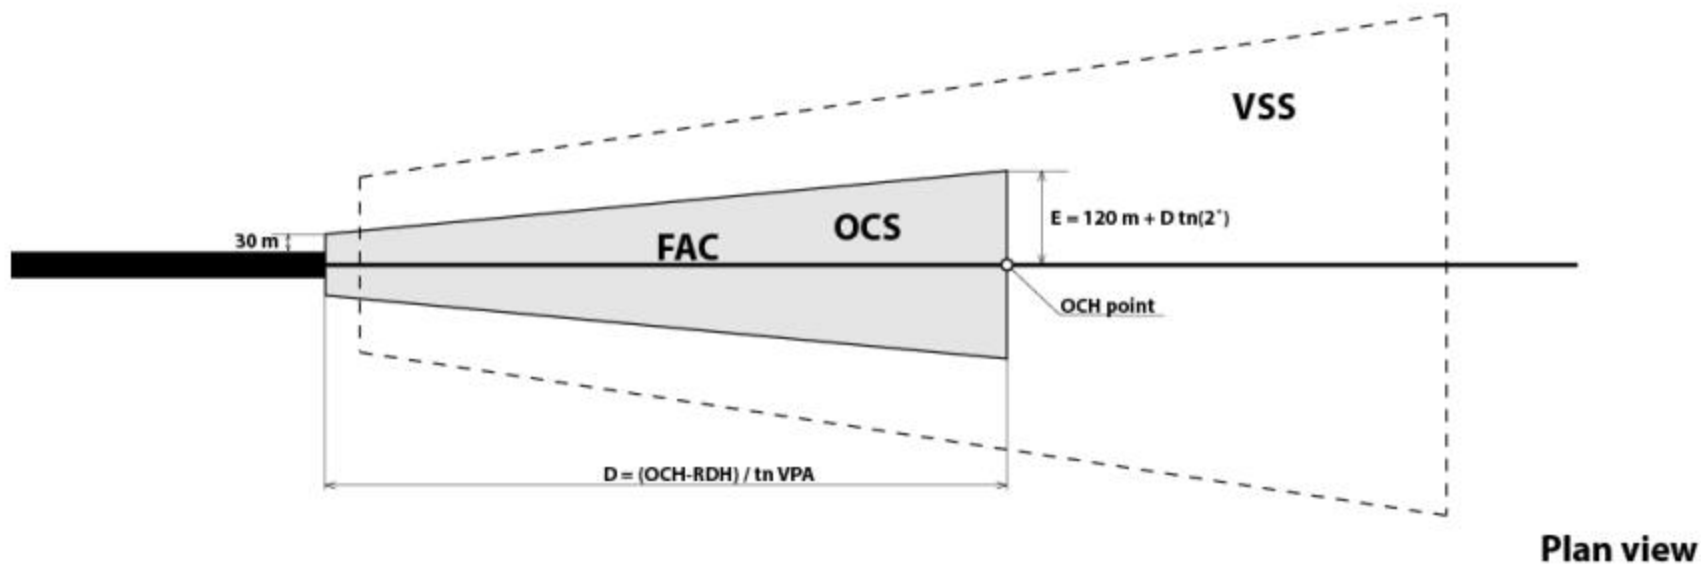 VSS
30 m
FAC
OCS
E = 120 m + D tn(2˚)
OCH point
D = (OCH-RDH) / tn VPA
Plan view